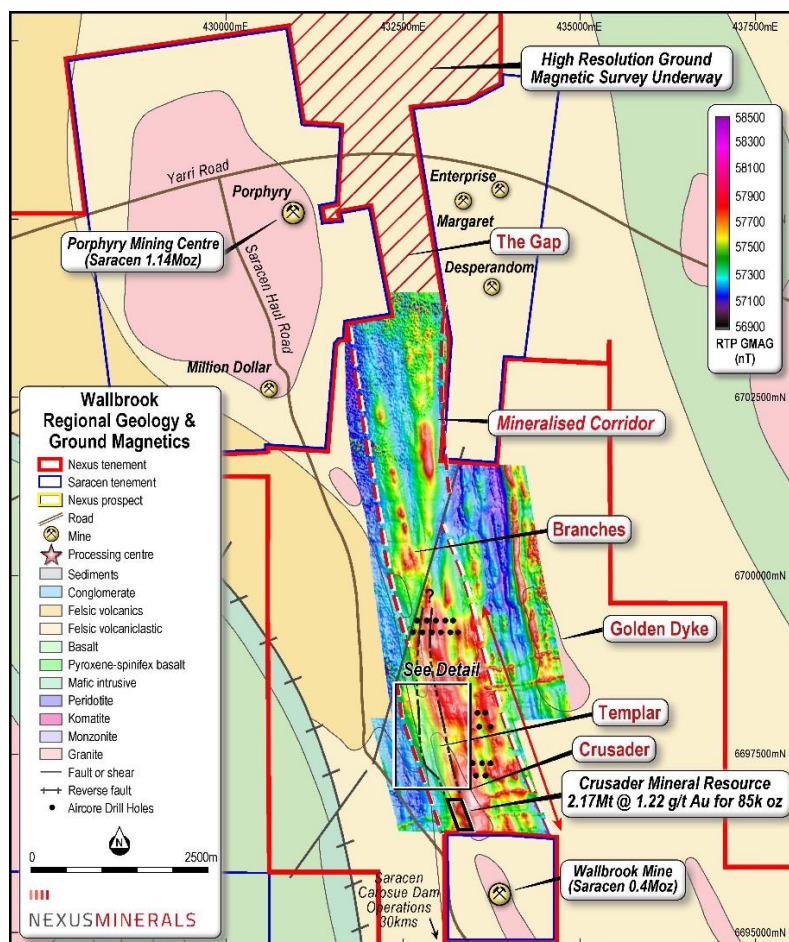 430000mE
432500mE
435000mE
437500mE
High Resolution Ground
Magnetic Survey Underway
58500
58100
57900
57700
57300
57100
56900
RTP GMAG
(nT)
Yarri Road
Porphyry
Enterprise
Margaret
Porphyry Mining Centre
(Saracen 1.14Moz)
The Gap
Desperandom
Saracen Haul Road
Million Dollar
6702500mN
Mineralised Corridor
Wallbrook
Regional Geology &
Ground Magnetics
Nexus tenement
Saracen tenement
Nexus prospect
Road
Mine
Processing centre
Sediments
Conglomerate
Felsic volcanics
Felsic volcaniclastic
Basalt
Pyroxene-spinifex basalt
Mafic intrusive
Peridotite
Komatite
Monzonite
Granite
Fault or shear
Reverse fault
Aircore Drill Holes
N
0
2500m
NEXUSMINERALS
Branches
6700000mN
?
Golden Dyke
See Detail
Templar
Crusader
6697500mN
Crusader Mineral Resource
2.17Mt @ 1.22 g/t Au for 85k oz
Wallbrook Mine
(Saracen 0.4Moz)
Saracen
Carosue Dam
Operations
30kms
6695000mN